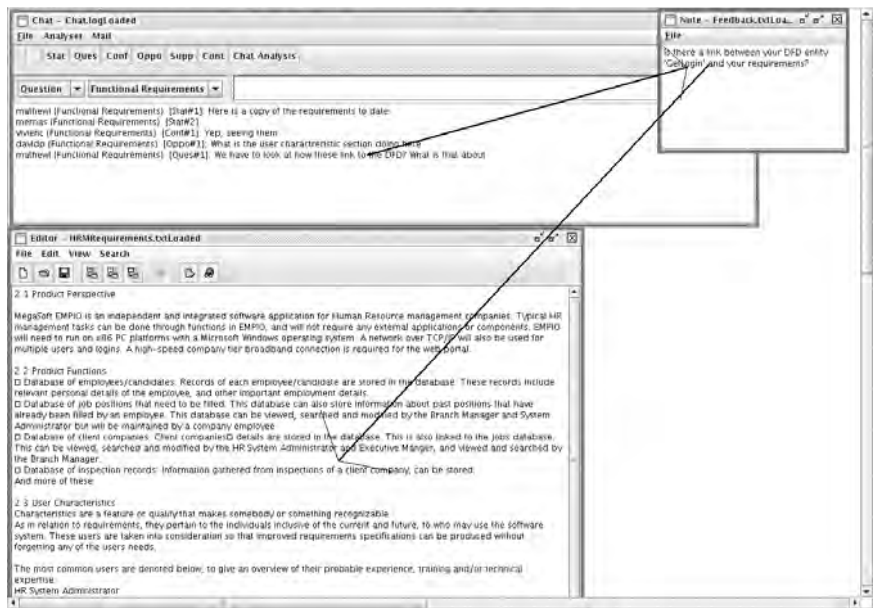 Chat - ChatlogLoaded
File Analyser Mail
Stat Ques Conf Oppo Supp Cont Chat Analysis
Question Functional Requirements
mathewl (Functional Requirements) [Stat#1]: Here is a copy of the requirements to date
(Functional Requirements) [Stat#2]
(Functional Requirements) [Conf#1]: Yep, seeing them
davidp (Functional Requirements) [Oppo#1]: What is the user charactreristic section doing here
mathewl (Functional Requirements) [Ques#1]: We have to look at how these link to the DFD? What is that about
Note - Feedback.txtLoa...
File
Is there a link between your DFD entity
'GetLogin' and your requirements?
Editor - HRMRequirements.txtLoaded
File Edit View Search
2.1 Product Perspective
MegaSoft EMPIO is an independent and integrated software application for Human Resource management companies. Typical HR
management tasks can be done through functions in EMPIO, and will not require any external applications or components. EMPIO
will need to run on x86 PC platforms with a Microsoft Windows operating system. A network over TCP/IP will also be used for
multiple users and logins. A high-speed company tier broadband connection is required for the web portal.
2.2 Product Functions
Database of employees/candidates: Records of each employee/candidate are stored in the database. These records include
relevant personal details of the employee, and other important employment details.
Database of job positions that need to be filled. This database can also store information about past positions that have
already been filled by an employee. This database can be viewed, searched and modified by the Branch Manager and System
Administrator but will be maintained by a company employee
Database of client companies: Client companies details are stored in the database. This is also linked to the jobs database.
This can be viewed, searched and modified by the HR System Administrator and Executive Manger, and viewed and searched by
the Branch Manager.
Database of inspection records: Information gathered from inspections of a client company, can be stored.
And more of these
2.3 User Characteristics
Characteristics are a feature or quality that makes somebody or something recognizable.
As in relation to requirements, they pertain to the individuals inclusive of the current and future, to who may use the software
system. These users are taken into consideration so that improved requirements specifications can be produced without
forgetting any of the users needs.
The most common users are denoted below, to give an overview of their probable experience, training and/or technical
expertise.
HR System Administrator